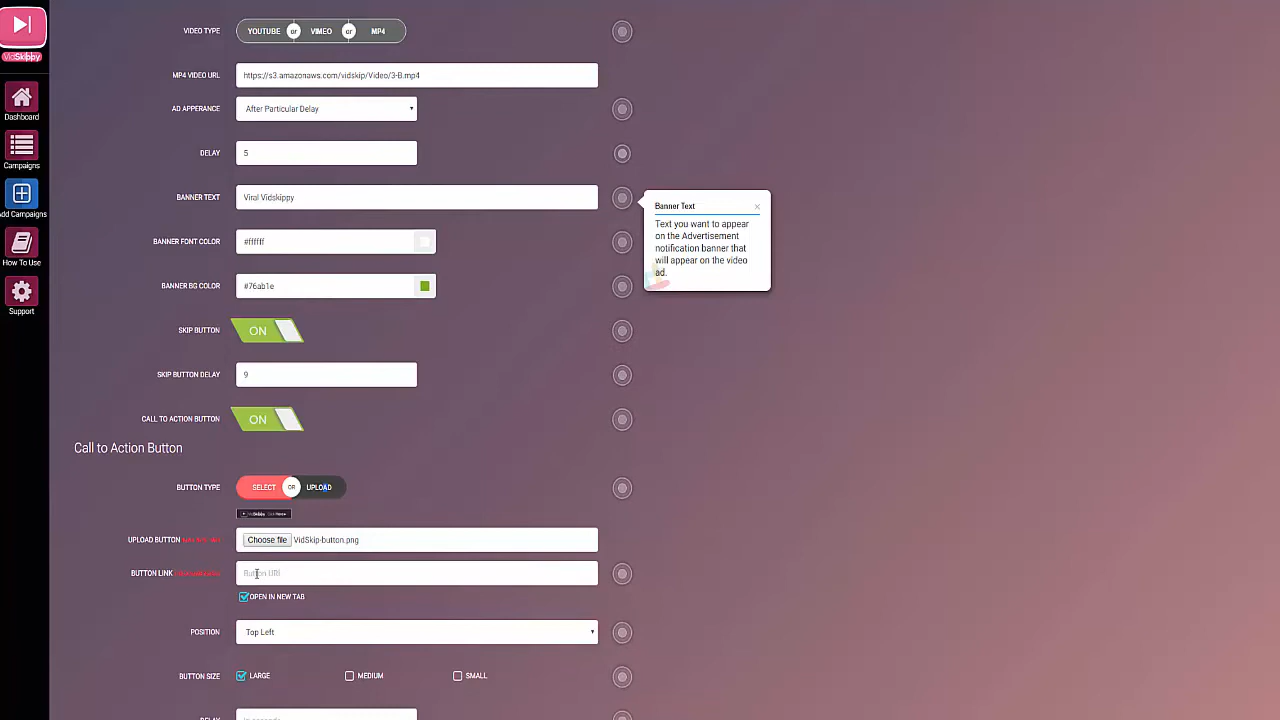 VidSkippy
Dashboard
Campaigns
Add Campaigns
How To Use
Support
VIDEO TYPE YOUTUBE or VIMEO or MP4
MP4 VIDEO URL https://s3.amazonaws.com/vidskip/Video/3-B.mp4
AD APPERANCE After Particular Delay
DELAY 5
BANNER TEXT Viral Vidskippy
BANNER FONT COLOR #ffffff
BANNER BG COLOR #76ab1e
SKIP BUTTON ON
SKIP BUTTON DELAY 9
CALL TO ACTION BUTTON ON
Banner Text ×
Text you want to appear
on the Advertisement
notification banner that
will appear on the video
ad.
Call to Action Button
BUTTON TYPE SELECT OR UPLOAD
UPLOAD BUTTON Choose file VidSkip-button.png
BUTTON LINK Button URl
OPEN IN NEW TAB
POSITION Top Left
BUTTON SIZE LARGE MEDIUM SMALL
DELAY In seconds